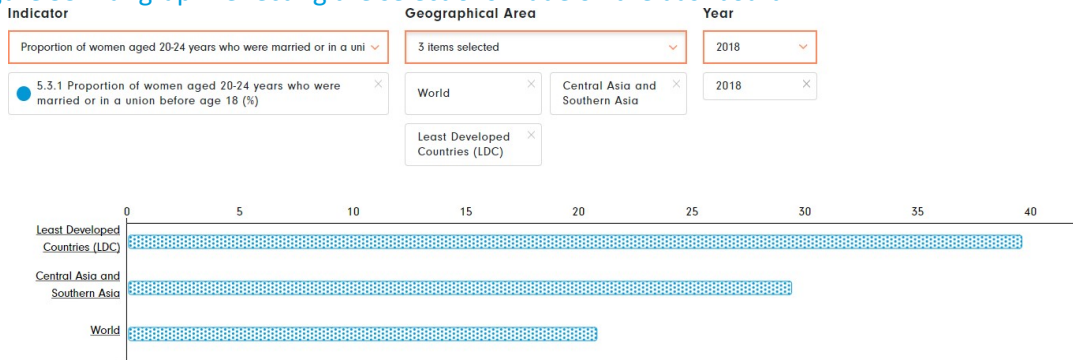 Indicator
Geographical Area
Year
Proportion of women aged 20-24 years who were married or in a uni
3 items selected
2018
5.3.1 Proportion of women aged 20-24 years who were
married or in a union before age 18 (%)
World
Central Asia and
Southern Asia
2018
Least Developed
Countries (LDC)
0 5 10 15 20 25 30 35 40
Least Developed
Countries (LDC)
Central Asia and
Southern Asia
World